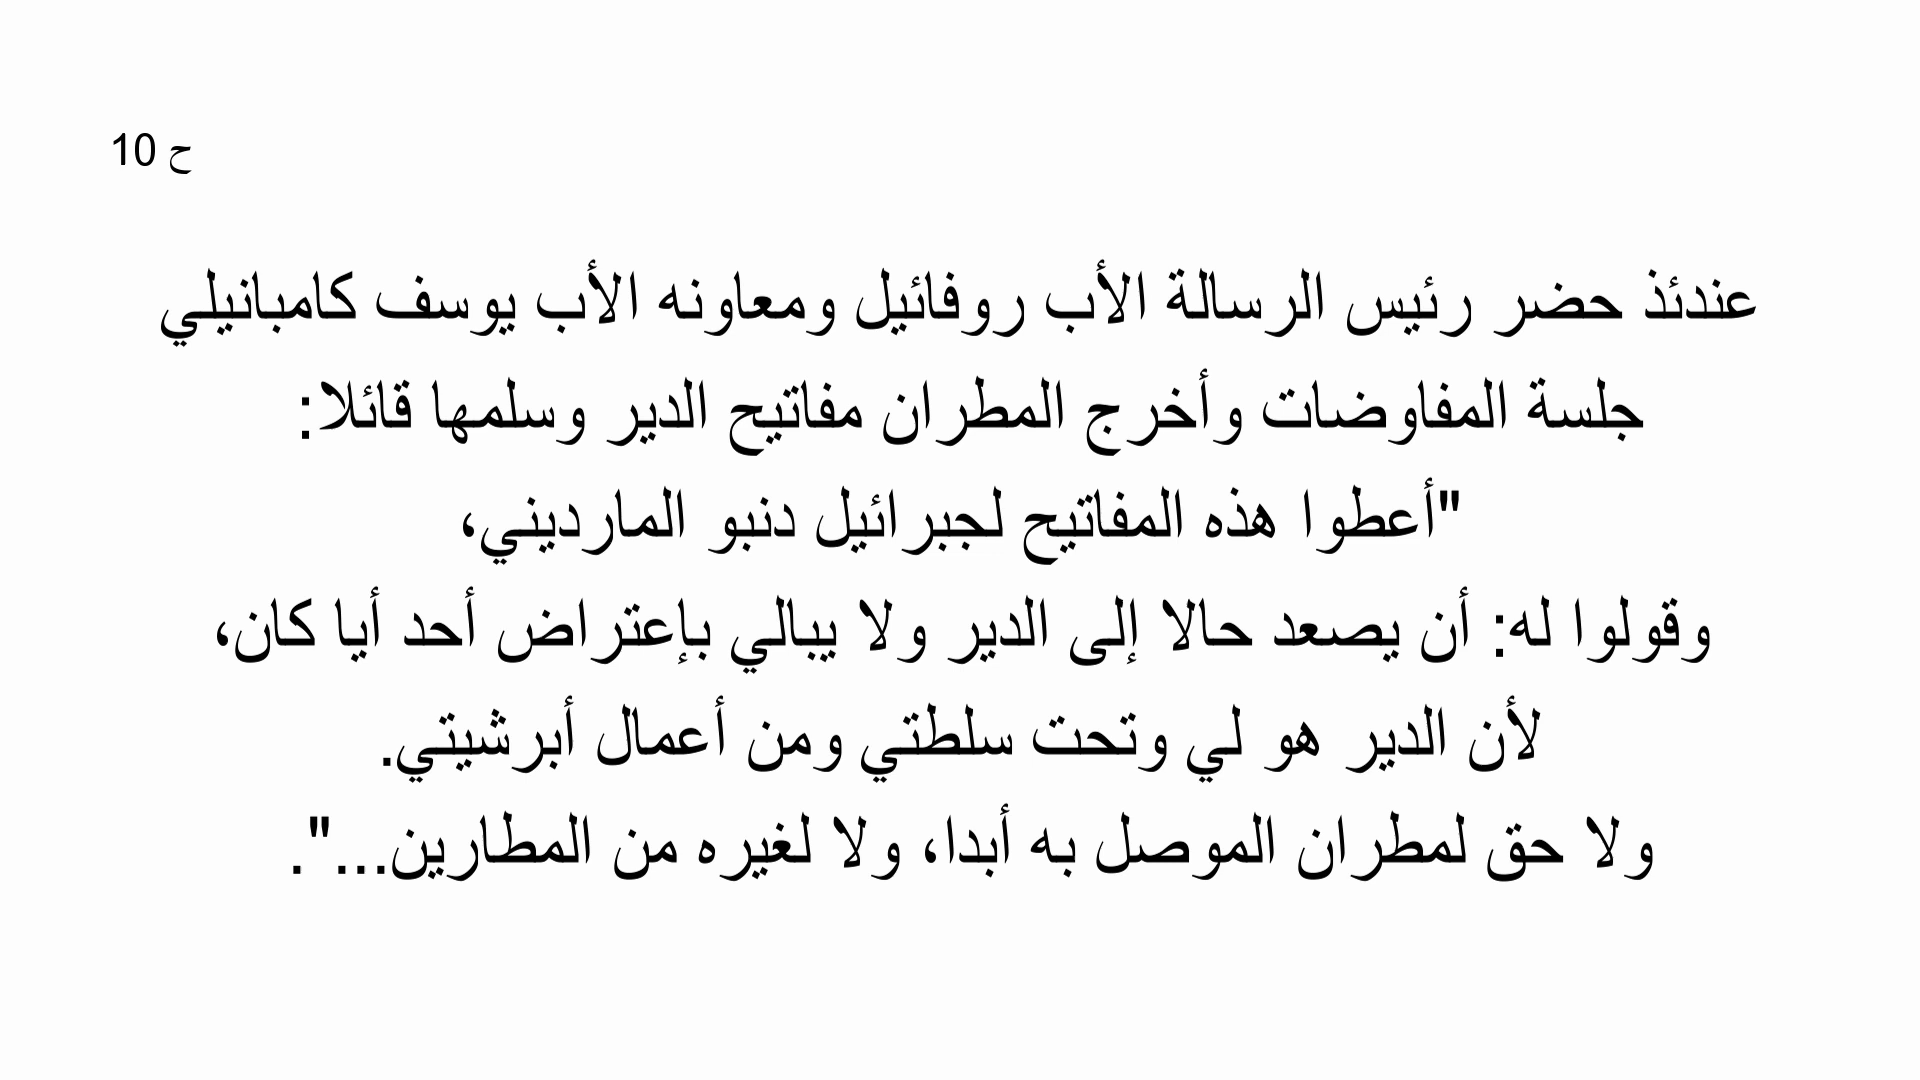 ح 10
عندئذ حضر رئيس الرسالة الأب روفائيل ومعاونه الأب يوسف كامبانيلي
جلسة المفاوضات وأخرج المطران مفاتيح الدير وسلمها قائلا:
"أعطوا هذه المفاتيح لجبرائيل دنبو المارديني،
وقولوا له: أن يصعد حالا إلى الدير ولا يبالي بإعتراض أحد أيا كان،
لأن الدير هو لي وتحت سلطتي ومن أعمال أبرشيتي.
ولا حق لمطران الموصل به أبدا، ولا لغيره من المطارين...".